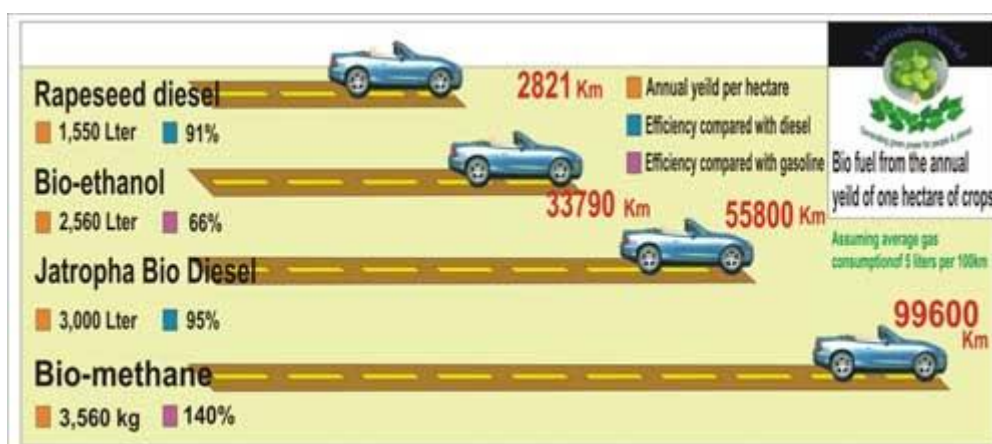 Rapeseed diesel
1,550 Lter 91%
2821 Km
Bio-ethanol
2,560 Lter 66%
33790 Km
Jatropha Bio Diesel
3,000 Lter 95%
55800 Km
Bio-methane
3,560 kg 140%
99600
Km
Annual yeild per hectare
Efficiency compared with diesel
Efficiency compared with gasoline
JatrophaWorld
Bio fuel from the annual
yeild of one hectare of crops
Assuming average gas
consumptionof 5 liters per 100km